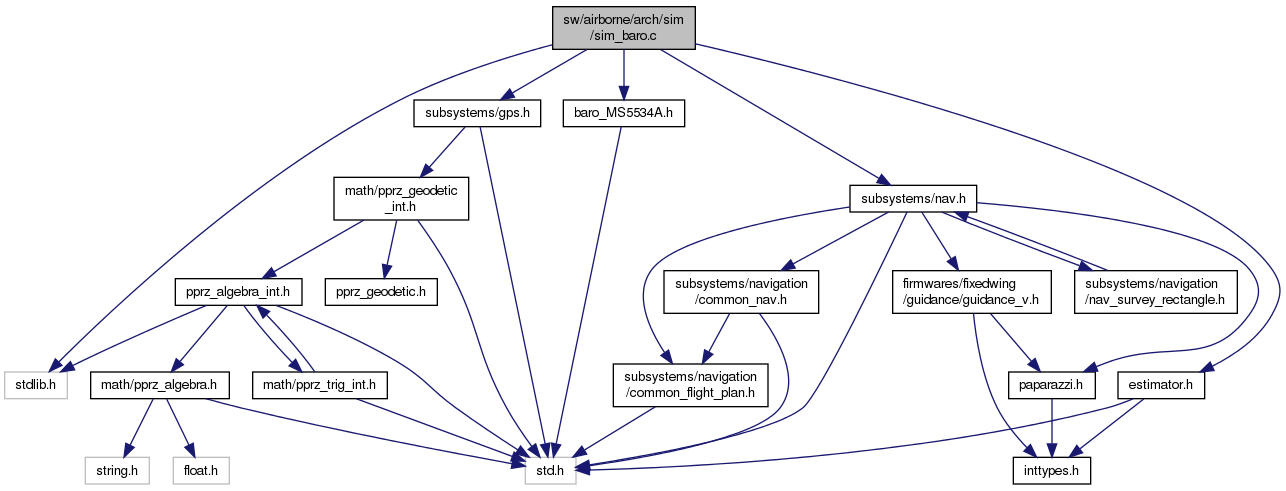 sw/airborne/arch/sim
/sim_baro.c
subsystems/gps.h
baro_MS5534A.h
math/pprz_geodetic
_int.h
subsystems/nav.h
pprz_algebra_int.h
pprz_geodetic.h
subsystems/navigation
/common_nav.h
firmwares/fixedwing
/guidance/guidance_v.h
subsystems/navigation
/nav_survey_rectangle.h
stdlib.h
math/pprz_algebra.h
math/pprz_trig_int.h
subsystems/navigation
/common_flight_plan.h
paparazzi.h
estimator.h
string.h
float.h
std.h
inttypes.h